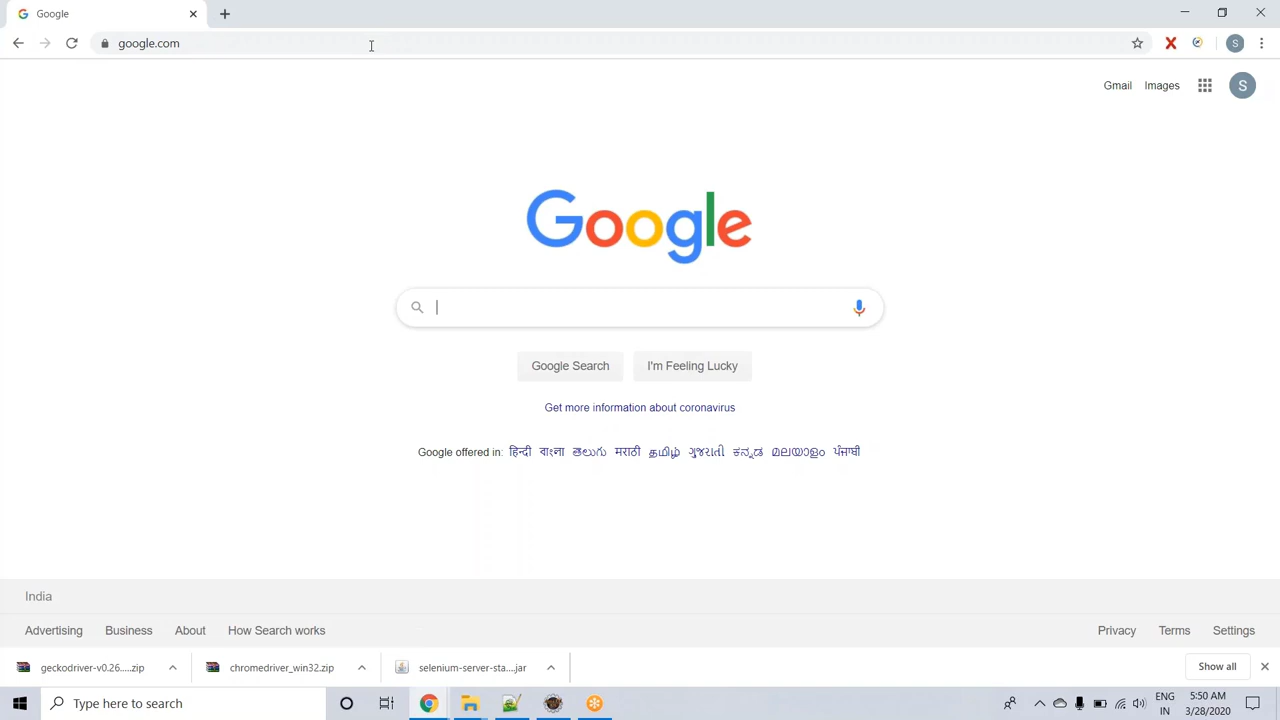 Google
google.com
S
Gmail Images S
Google
Google Search I'm Feeling Lucky
Get more information about coronavirus
Google offered in: हिन्दी বাংলা తెలుగు मराठी தமிழ் ગુજરાતી ಕನ್ನಡ മലയാളം ਪੰਜਾਬੀ
India
Advertising Business About How Search works Privacy Terms Settings
geckodriver-v0.26.....zip chromedriver_win32.zip selenium-server-sta....jar Show all
Type here to search
ENG
IN
5:50 AM
3/28/2020